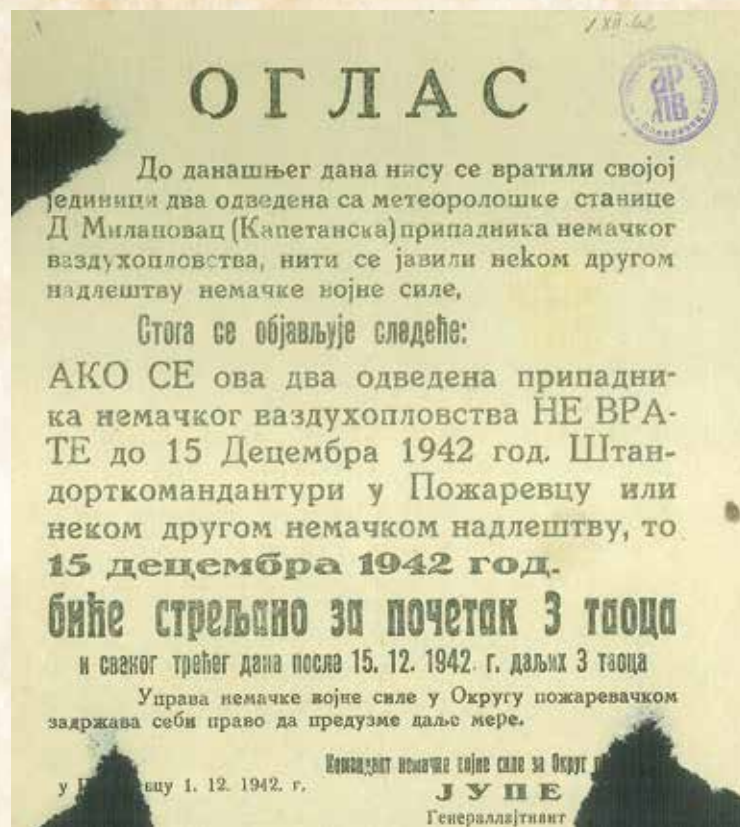 1 XII 42
ОГЛАС
До данашњег дана нису се вратили својој
јединици два одведена са метеоролошке станице
Д Милановац (Капетанска) припадника немачког
ваздухопловства, нити се јавили неком другом
надлештву немачке војне силе,
Стога се објављује следеће:
АКО СЕ ова два одведена припадни-
ка немачког ваздухопловства НЕ ВРА-
ТЕ до 15 Децембра 1942 год. Штан-
дорткомандантури у Пожаревцу или
неком другом немачком надлештву, то
15 децембра 1942 год.
биће стрељано за почетак 3 таоца
и сваког трећег дана после 15. 12. 1942. г. даљих 3 таоца
Управа немачке војне силе у Округу пожаревачком
задржава себи право да предузме даље мере.
Командант немачке војне силе за Округ
у 1. 12. 1942. г.
ЈУПЕ
Генераллајтнант